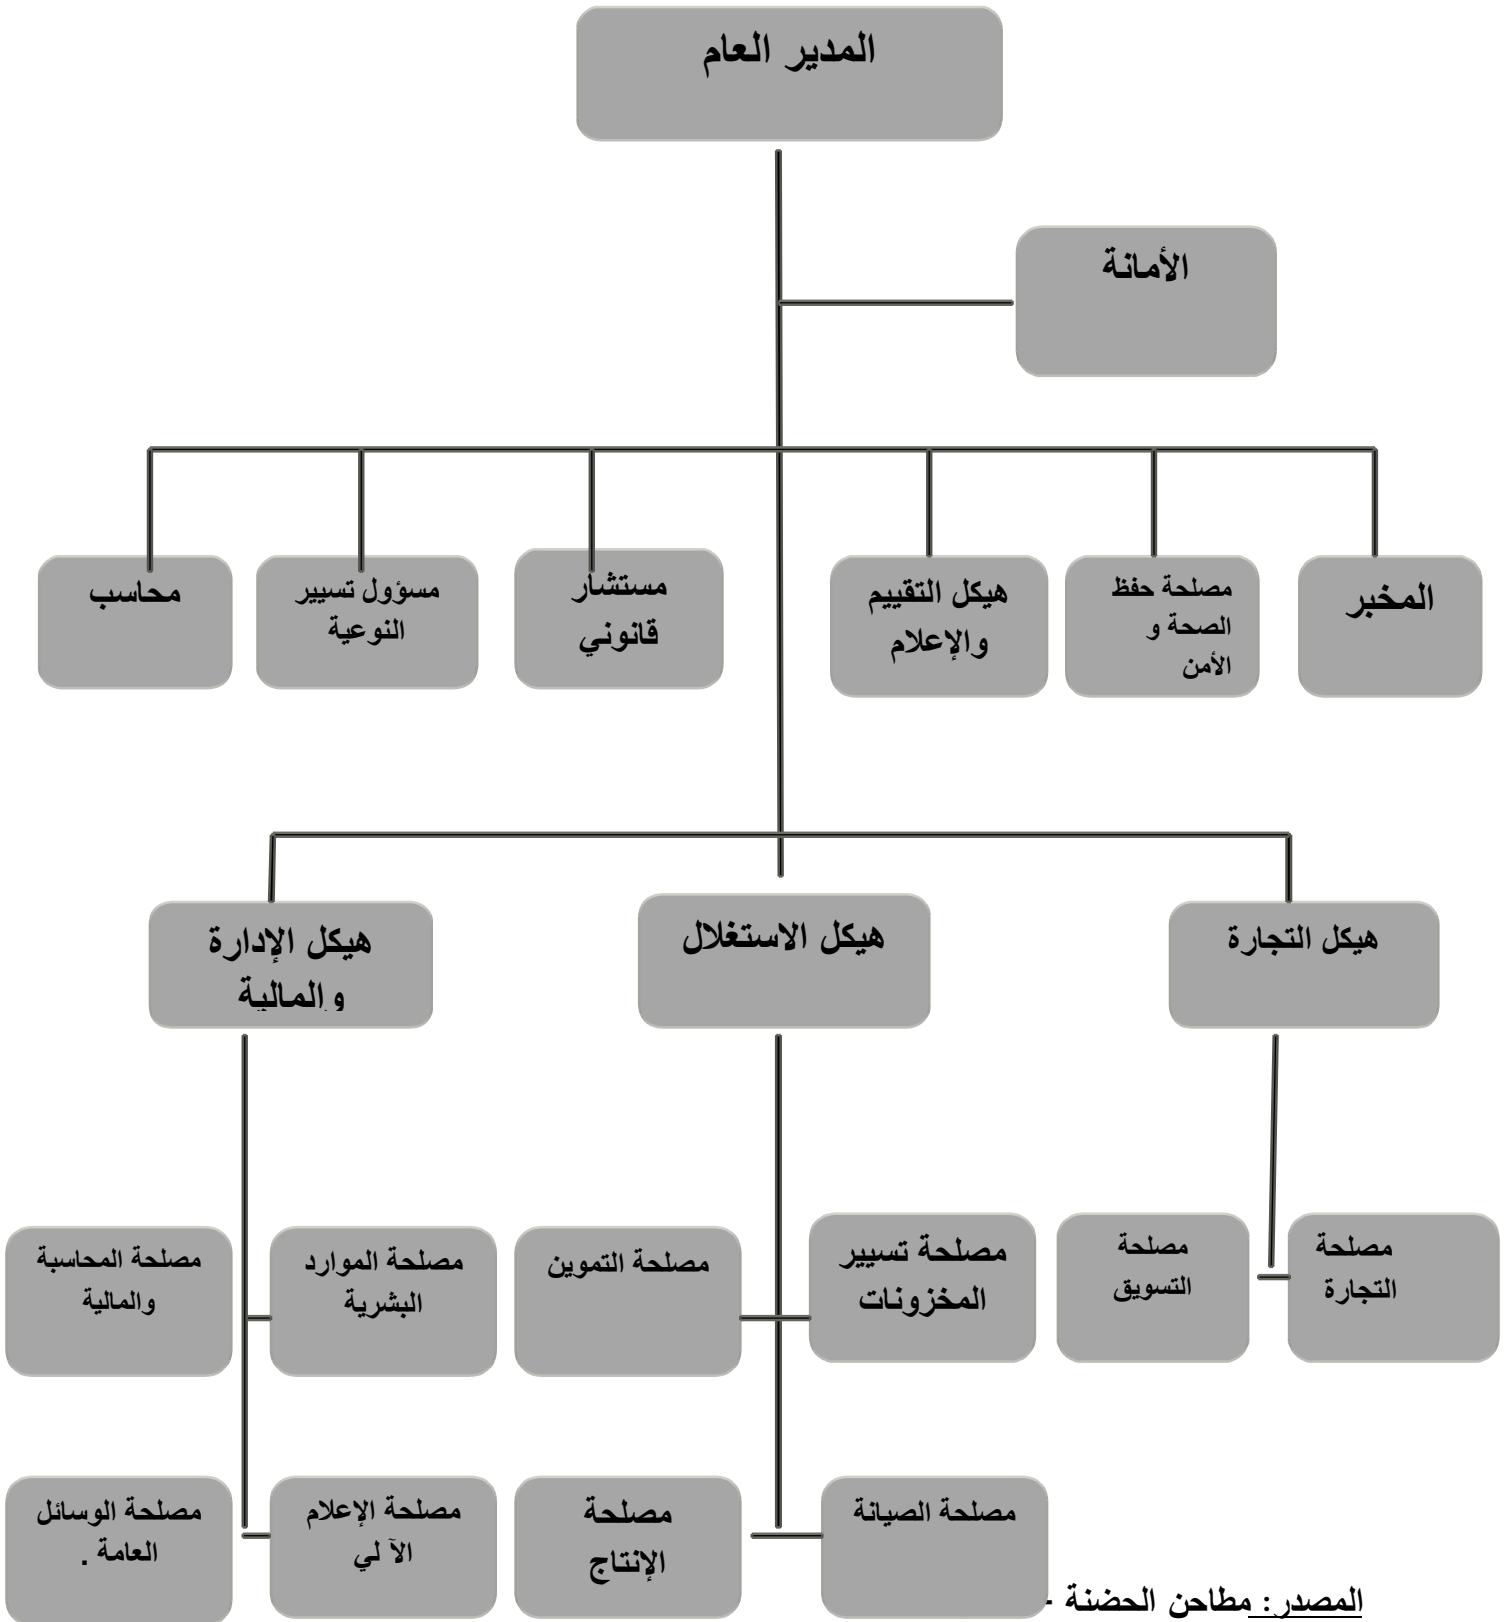 المدير العام
الأمانة
المخبر
مصلحة حفظ
الصحة و
الأمن
هيكل التقييم
والإعلام
مستشار
قانوني
مسؤول تسيير
النوعية
محاسب
هيكل التجارة
هيكل الاستغلال
هيكل الإدارة
والمالية
مصلحة
التجارة
مصلحة
التسويق
مصلحة تسيير
المخزونات
مصلحة التموين
مصلحة الموارد
البشرية
مصلحة المحاسبة
والمالية
مصلحة الصيانة
مصلحة
الإنتاج
مصلحة الإعلام
الآ لي
مصلحة الوسائل
العامة .
المصدر: مطاحن الحضنة -